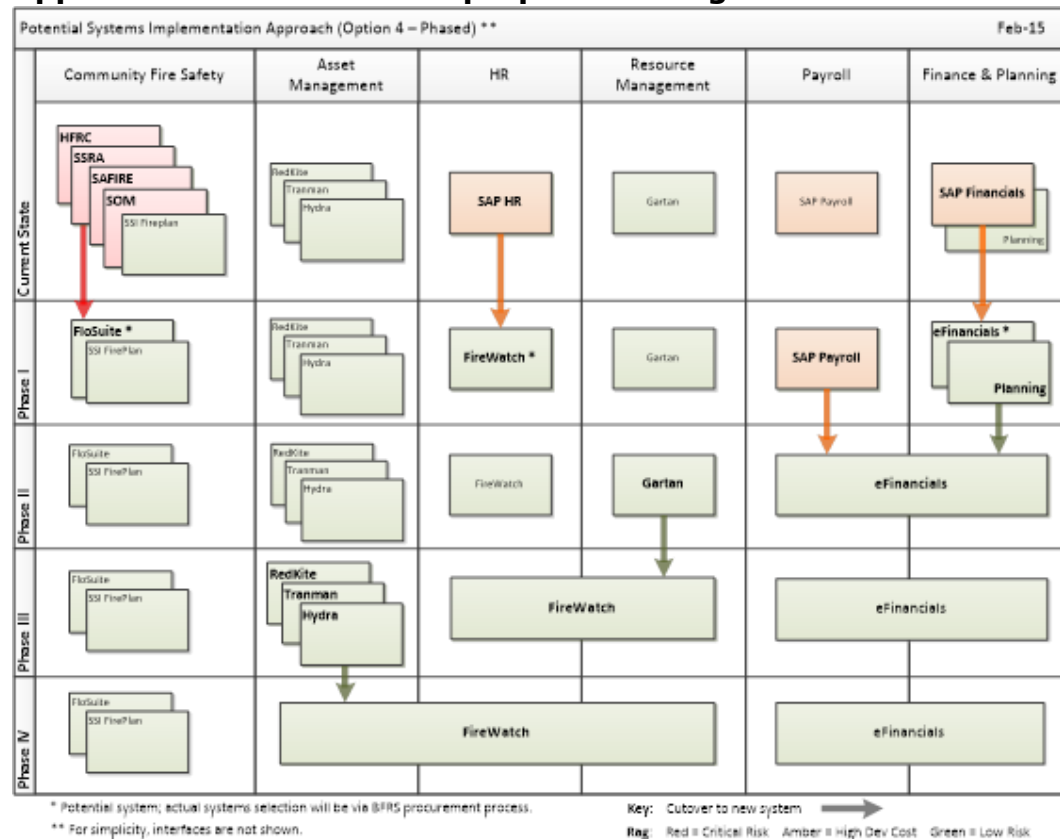 Potential Systems Implementation Approach (Option 4 – Phased) ** Feb-15
Community Fire Safety
Asset
Management
HR
Resource
Management
Payroll
Finance & Planning
Current State
HFRC
SSRA
SAFIRE
SOM
SSI Fireplan
RedKite
Tranman
Hydra
SAP HR
Gartan
SAP Payroll
SAP Financials
Planning
Phase I
FloSuite *
SSI FirePlan
RedKite
Tranman
Hydra
FireWatch *
Gartan
SAP Payroll
eFinancials *
Planning
Phase II
FloSuite
SSI FirePlan
RedKite
Tranman
Hydra
FireWatch
Gartan
eFinancials
Phase III
FloSuite
SSI FirePlan
RedKite
Tranman
Hydra
FireWatch
eFinancials
Phase IV
FloSuite
SSI FirePlan
FireWatch
eFinancials
* Potential system; actual systems selection will be via BFRS procurement process.
** For simplicity, interfaces are not shown.
Key: Cutover to new system
Rag: Red = Critical Risk Amber = High Dev Cost Green = Low Risk